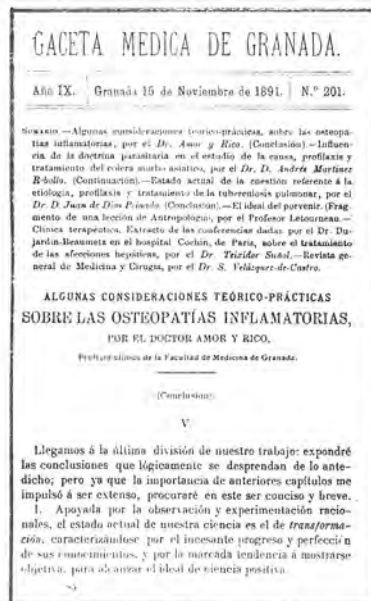 GACETA MÉDICA DE GRANADA.
Año IX. Granada 15 de Noviembre de 1891. N.º 201.
SUMARIO.—Algunas consideraciones teórico-prácticas, sobre las osteopa-
tías inflamatorias, por el Dr. Amor y Rico. (Conclusión).—Influen-
cia de la doctrina parasitaria en el estudio de la causa, profilaxis y
tratamiento del cólera morbo asiático, por el Dr. D. Andrés Martínez
(Continuación).—Estado actual de la cuestión referente á la
etiología, profilaxis y tratamiento de la tuberculosis pulmonar, por el
Dr. D. Juan de Dios (Conclusión).—El ideal del porvenir. (Frag-
mento de una lección de Antropología, por el Profesor Letourneau.—
Clínica terapéutica. Extracto de las conferencias dadas por el Dr. Du-
jardin-Beaumetz en el hospital Cochin, de París, sobre el tratamiento
de las afecciones hepáticas, por el Dr. Teixidor Suñol.—Revista ge-
neral de Medicina y Cirugía, por el Dr. S. Velázquez-de-Castro.
ALGUNAS CONSIDERACIONES TEÓRICO-PRÁCTICAS
SOBRE LAS OSTEOPATÍAS INFLAMATORIAS,
POR EL DOCTOR AMOR Y RICO,
Profesor clínico de la Facultad de Medicina de Granada.
(Conclusion).
V
Llegamos á la última división de nuestro trabajo: expondré
las conclusiones que lógicamente se desprendan de lo ante-
dicho; pero ya que la importancia de anteriores capítulos me
impulsó á ser extenso, procuraré en este ser conciso y breve.
I. Apoyada por la observación y experimentación racio-
nales, el estado actual de nuestra ciencia es el de transforma-
ción, caracterizándose por el incesante progreso y perfección
de sus conocimientos, y por la marcada tendencia á mostrarse
objetiva, para alcanzar el ideal de ciencia positiva.